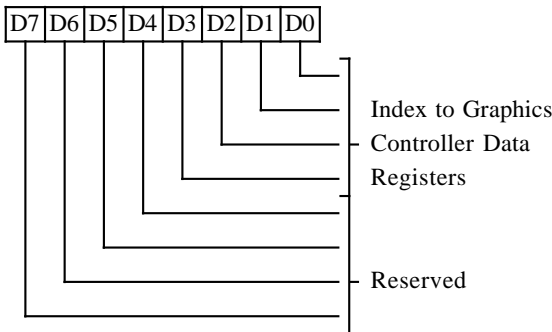 D7 D6 D5 D4 D3 D2 D1 D0
Index to Graphics
Controller Data
Registers
Reserved